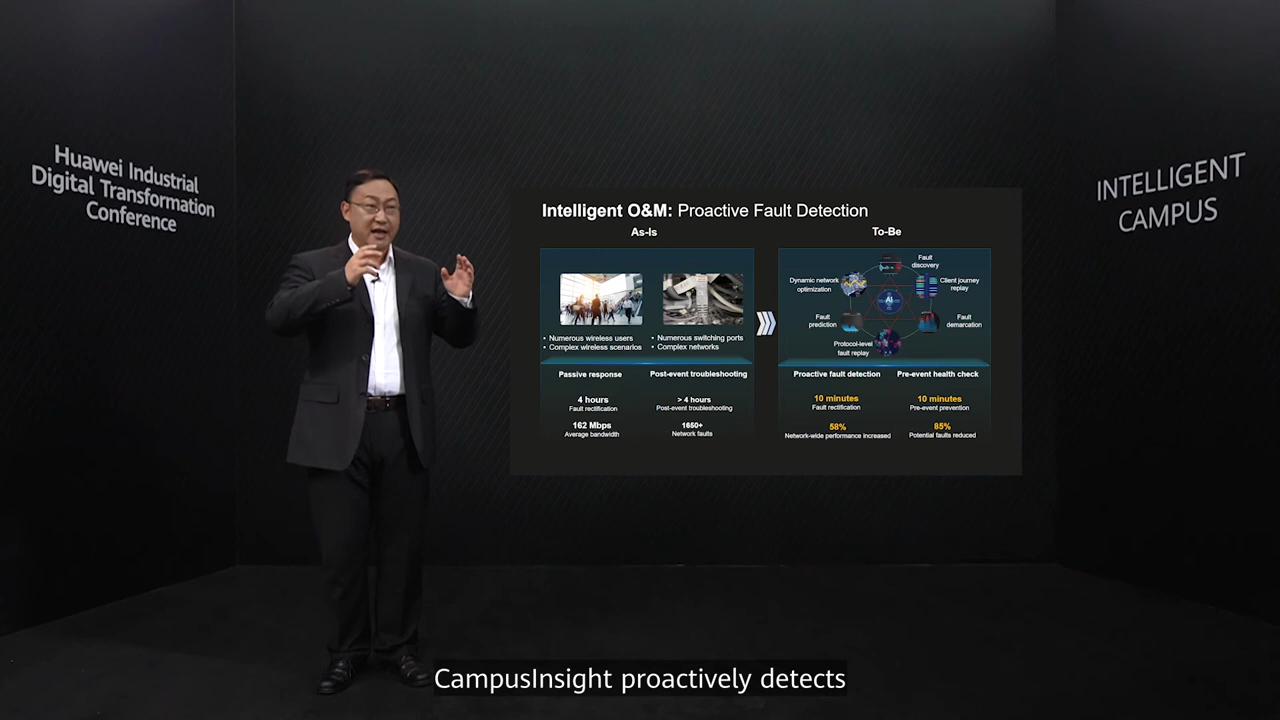 Huawei Industrial
Digital Transformation
Conference
INTELLIGENT
CAMPUS
Intelligent O&M: Proactive Fault Detection
As-Is
To-Be
• Numerous wireless users
• Complex wireless scenarios
• Numerous switching ports
• Complex networks
Passive response
Post-event troubleshooting
4 hours
Fault rectification
> 4 hours
Post-event troubleshooting
162 Mbps
Average bandwidth
1650+
Network faults
Fault
discovery
Dynamic network
optimization
Client journey
replay
AI
Fault
prediction
Fault
demarcation
Protocol-level
fault replay
Proactive fault detection
Pre-event health check
10 minutes
Fault rectification
10 minutes
Pre-event prevention
58%
Network-wide performance increased
85%
Potential faults reduced
CampusInsight proactively detects